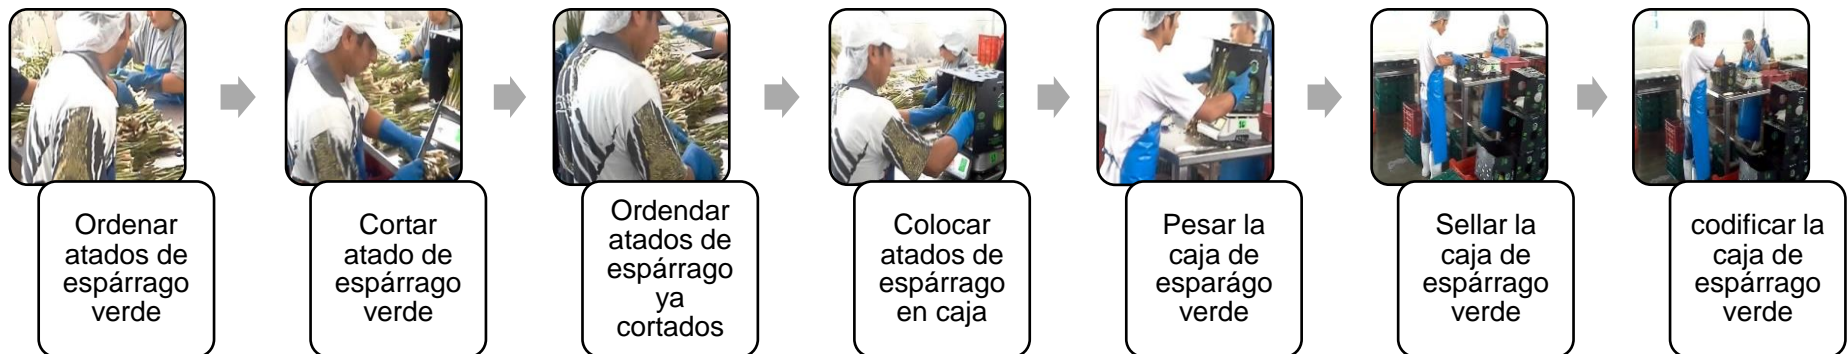 Ordenar
atados de
espárrago
verde
Cortar
atado de
espárrago
verde
Ordendar
atados de
espárrago
ya
cortados
Colocar
atados de
espárrago
en caja
Pesar la
caja de
esparágo
verde
Sellar la
caja de
espárrago
verde
codificar la
caja de
espárrago
verde